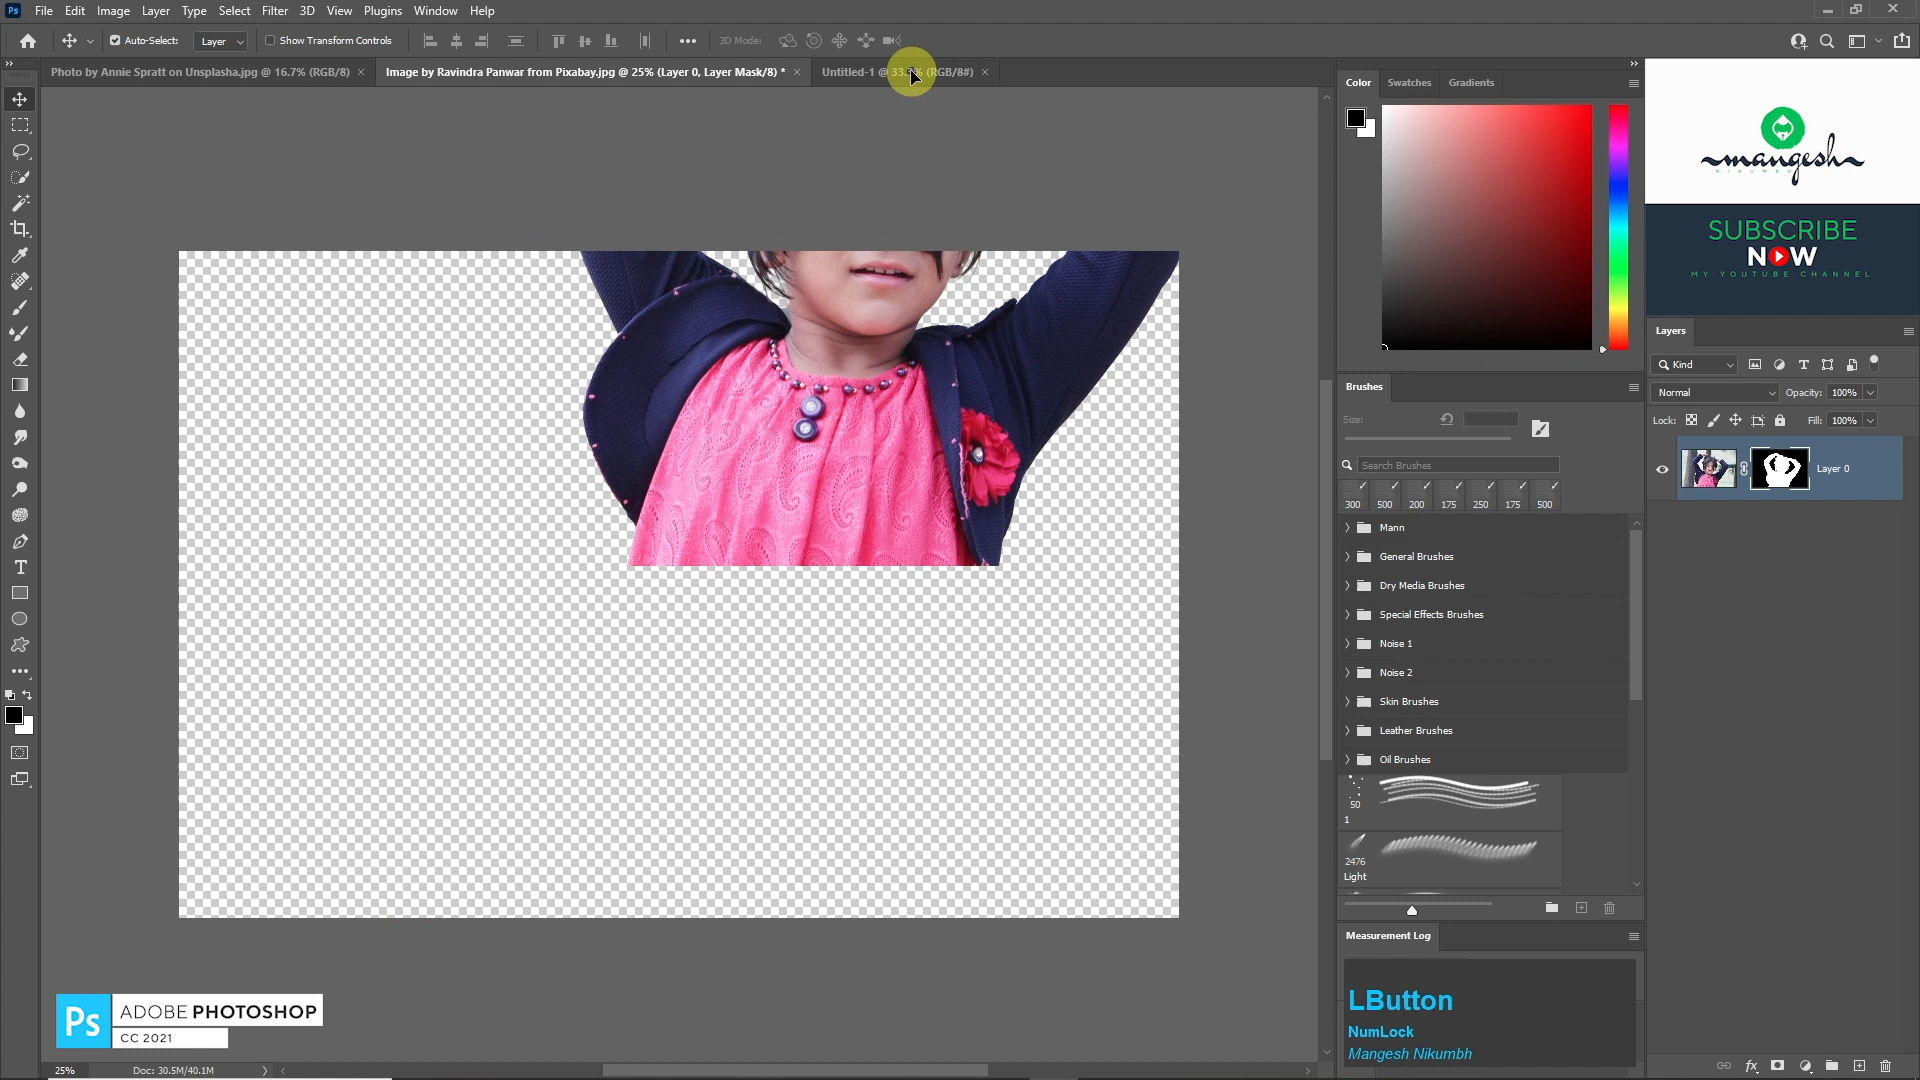 Ps File Edit Image Layer Type Select Filter 3D View Plugins Window Help
Auto-Select: Layer Show Transform Controls 3D Mode:
Photo by Annie Spratt on Unsplasha.jpg @ 16.7% (RGB/8) × Image by Ravindra Panwar from Pixabay.jpg @ 25% (Layer 0, Layer Mask/8) * × Untitled-1 @ 33.3% (RGB/8#) ×
Color Swatches Gradients
mangesh
SUBSCRIBE
NOW
MY YOUTUBE CHANNEL
Layers
Kind
Normal Opacity: 100%
Lock: Fill: 100%
Layer 0
Brushes
Size:
Search Brushes
300 500 200 175 250 175 500
Mann
General Brushes
Dry Media Brushes
Special Effects Brushes
Noise 1
Noise 2
Skin Brushes
Leather Brushes
Oil Brushes
50
1
2476
Light
Measurement Log
LButton
NumLock
Mangesh Nikumbh
Ps ADOBE PHOTOSHOP
CC 2021
25% Doc: 30.5M/40.1M